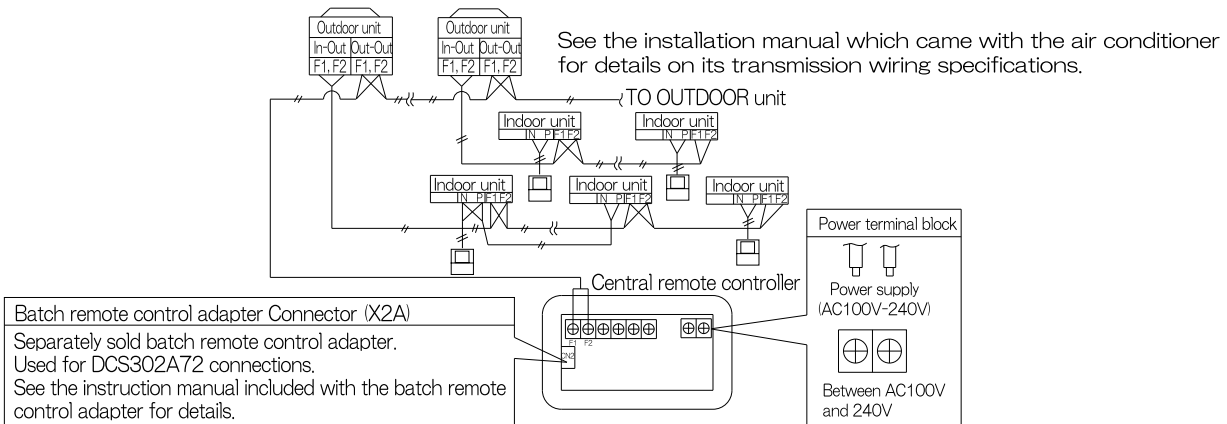 Outdoor unit
In-Out Out-Out
F1, F2 F1, F2
Outdoor unit
In-Out Out-Out
F1, F2 F1, F2
See the installation manual which came with the air conditioner
for details on its transmission wiring specifications.
TO OUTDOOR unit
Indoor unit
IN P F1F2
Indoor unit
IN P F1F2
Indoor unit
IN P F1F2
Indoor unit
IN P F1F2
Indoor unit
IN P F1F2
Power terminal block
Power supply
(AC100V-240V)
Between AC100V
and 240V
Central remote controller
F1 F2
CN2
Batch remote control adapter Connector (X2A)
Separately sold batch remote control adapter.
Used for DCS302A72 connections.
See the instruction manual included with the batch remote
control adapter for details.